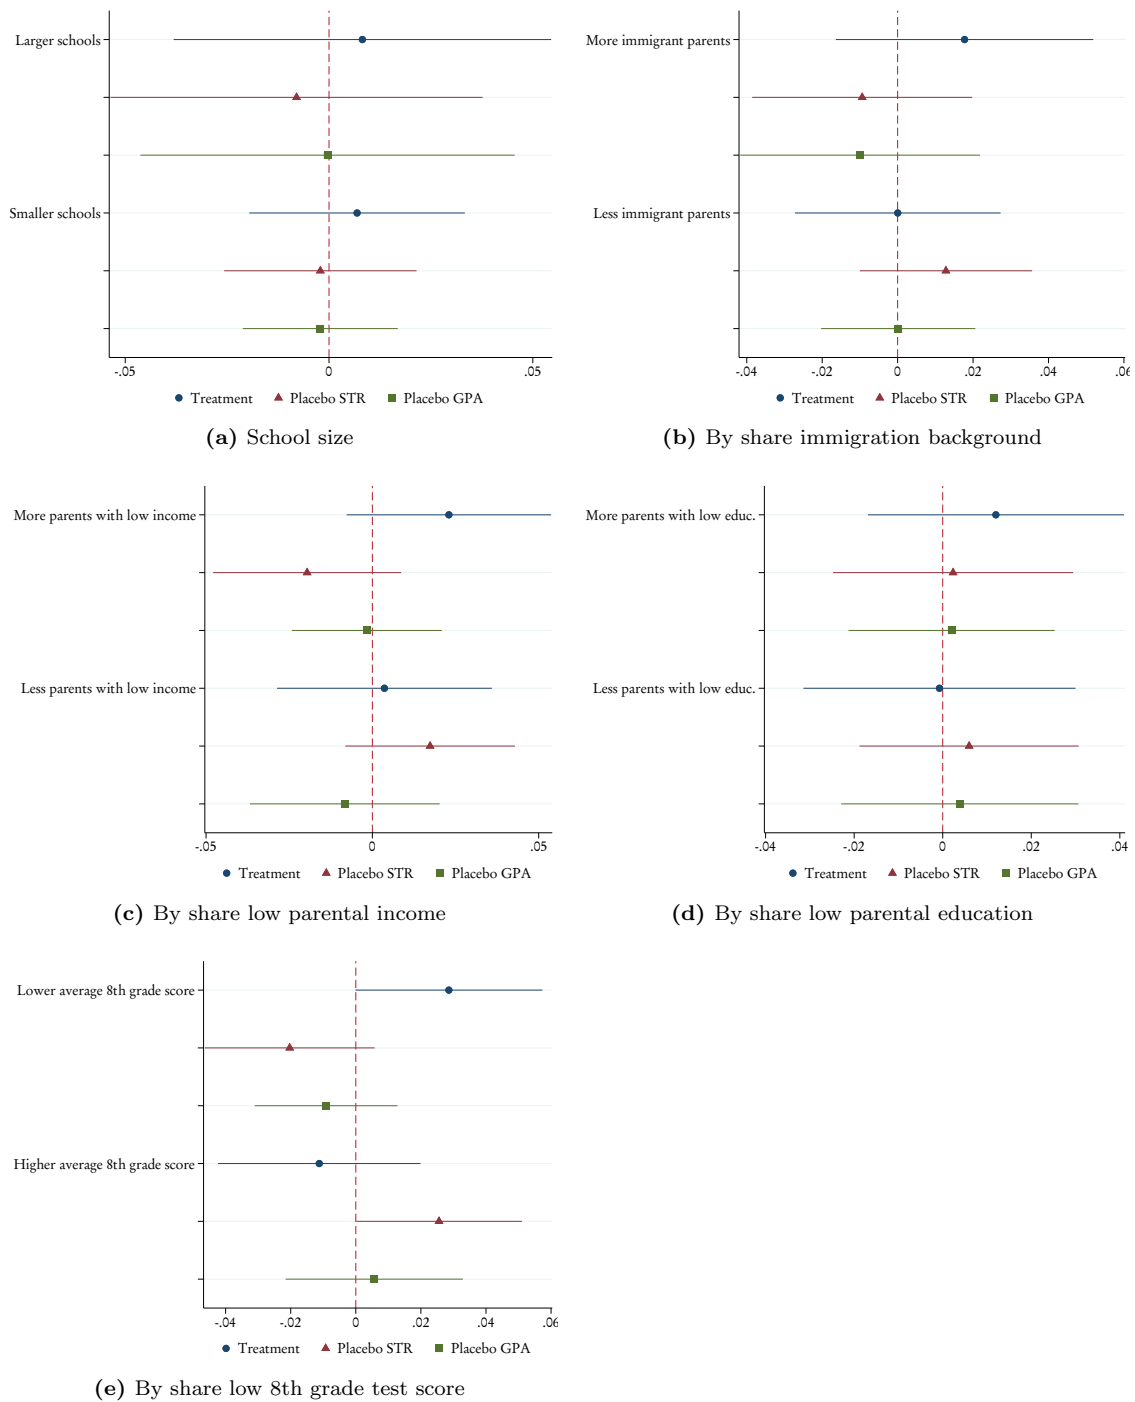 Larger schools
Smaller schools
-.05 0 .05
Treatment Placebo STR Placebo GPA
(a) School size
More immigrant parents
Less immigrant parents
-.04 -.02 0 .02 .04 .06
Treatment Placebo STR Placebo GPA
(b) By share immigration background
More parents with low income
Less parents with low income
-.05 0 .05
Treatment Placebo STR Placebo GPA
(c) By share low parental income
More parents with low educ.
Less parents with low educ.
-.04 -.02 0 .02 .04
Treatment Placebo STR Placebo GPA
(d) By share low parental education
Lower average 8th grade score
Higher average 8th grade score
-.04 -.02 0 .02 .04 .06
Treatment Placebo STR Placebo GPA
(e) By share low 8th grade test score